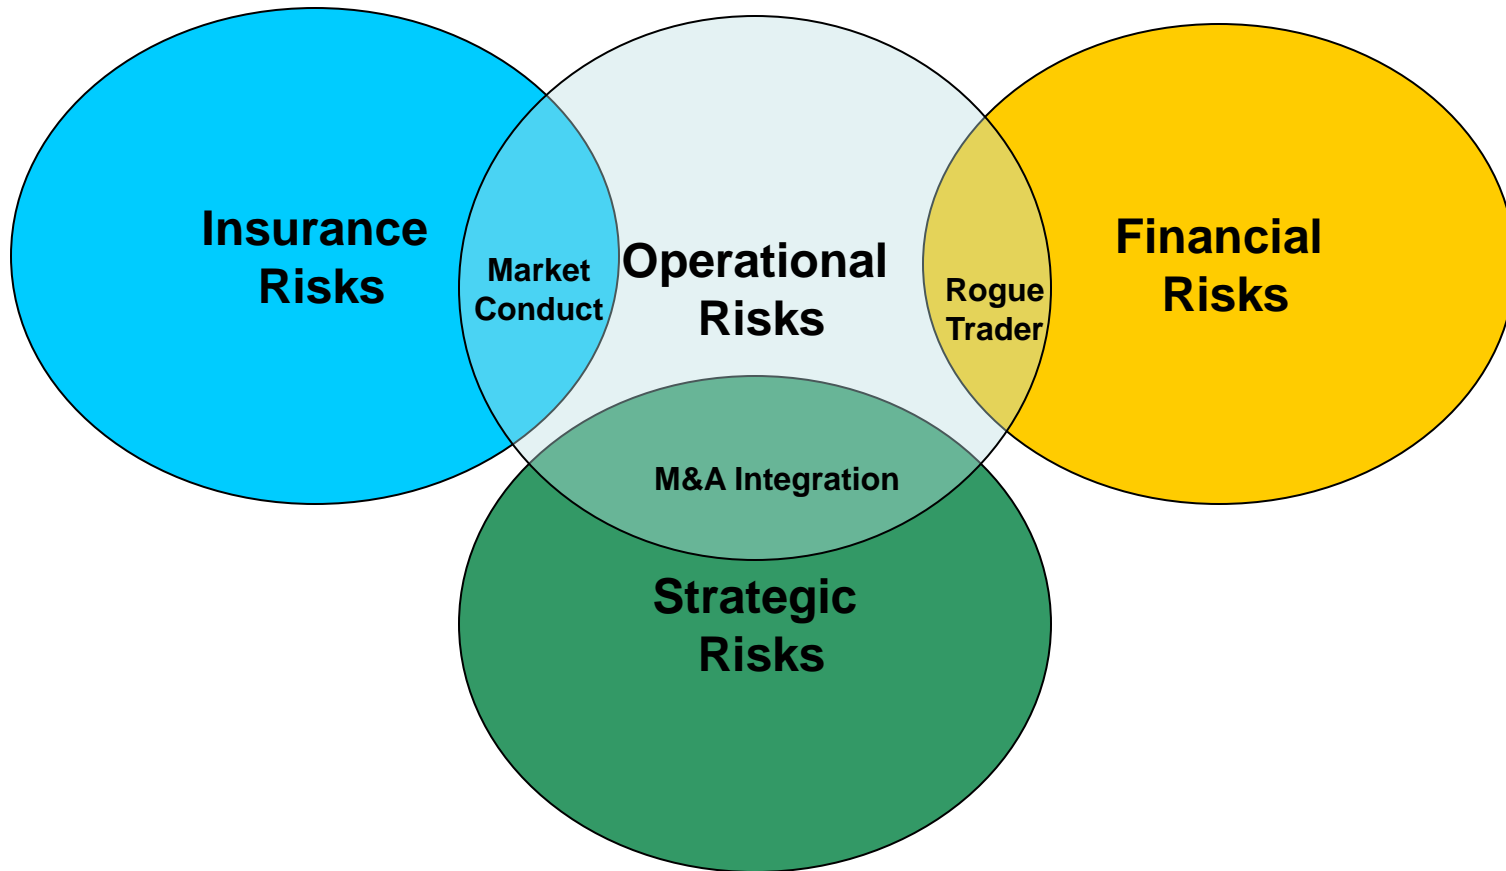 Insurance
Risks
Market
Conduct
Operational
Risks
Rogue
Trader
Financial
Risks
M&A Integration
Strategic
Risks